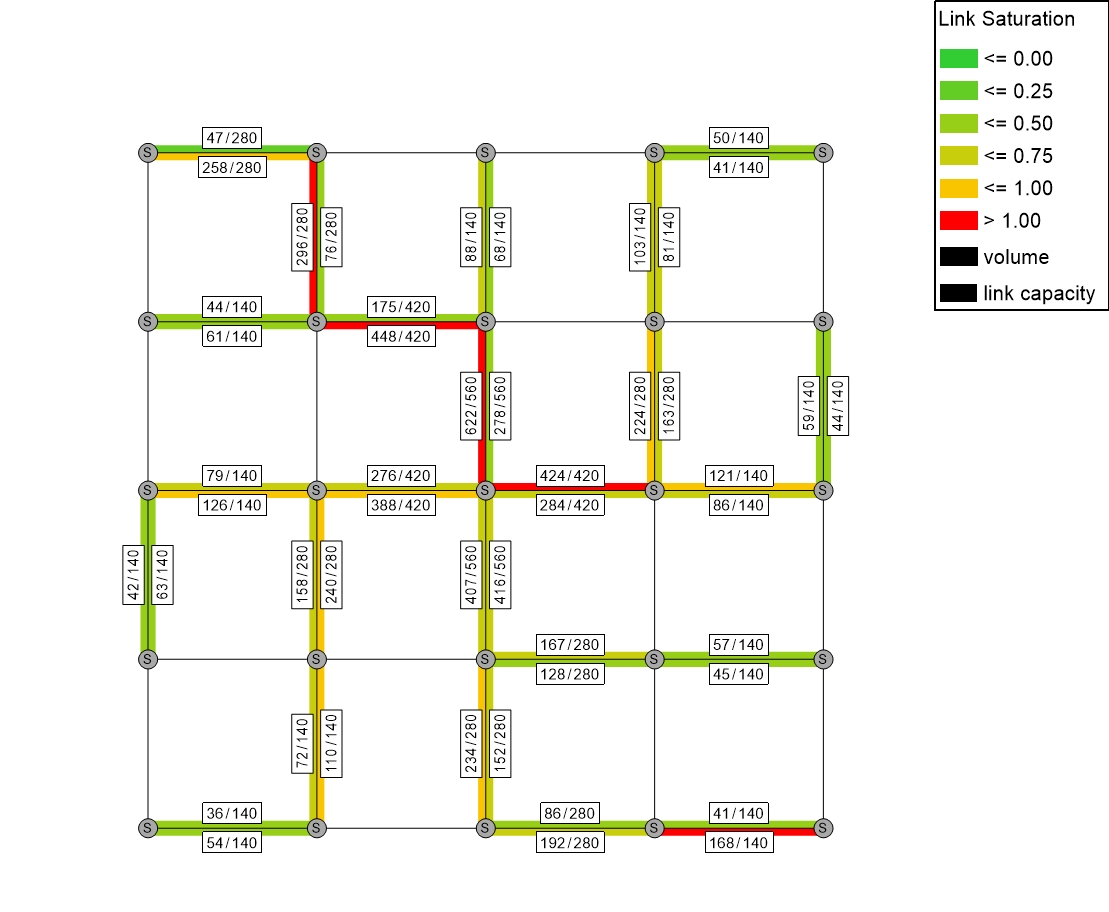 Link Saturation
<= 0.00
<= 0.25
<= 0.50
<= 0.75
<= 1.00
> 1.00
volume
link capacity
47/280
50/140
S
S
S
S
S
258/280
41/140
296/280
76/280
88/140
68/140
103/140
81/140
44/140
175/420
S
S
S
S
S
61/140
448/420
622/560
278/560
224/280
163/280
59/140
44/140
79/140
276/420
424/420
121/140
S
S
S
S
S
126/140
388/420
284/420
86/140
42/140
63/140
158/280
240/280
407/560
416/560
167/280
57/140
S
S
S
S
S
128/280
45/140
72/140
110/140
234/280
152/280
36/140
86/280
41/140
S
S
S
S
S
54/140
192/280
168/140